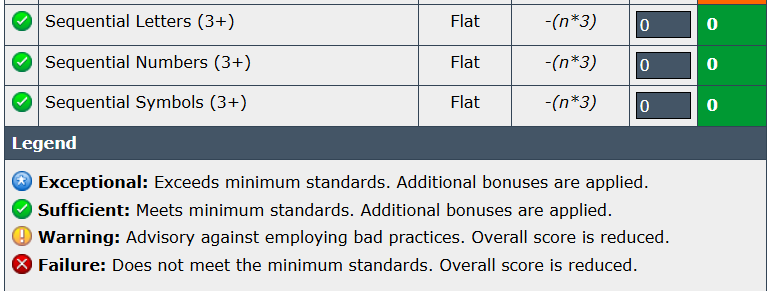 Sequential Letters (3+) Flat -(n*3) 0 0
Sequential Numbers (3+) Flat -(n*3) 0 0
Sequential Symbols (3+) Flat -(n*3) 0 0
Legend
Exceptional: Exceeds minimum standards. Additional bonuses are applied.
Sufficient: Meets minimum standards. Additional bonuses are applied.
Warning: Advisory against employing bad practices. Overall score is reduced.
Failure: Does not meet the minimum standards. Overall score is reduced.